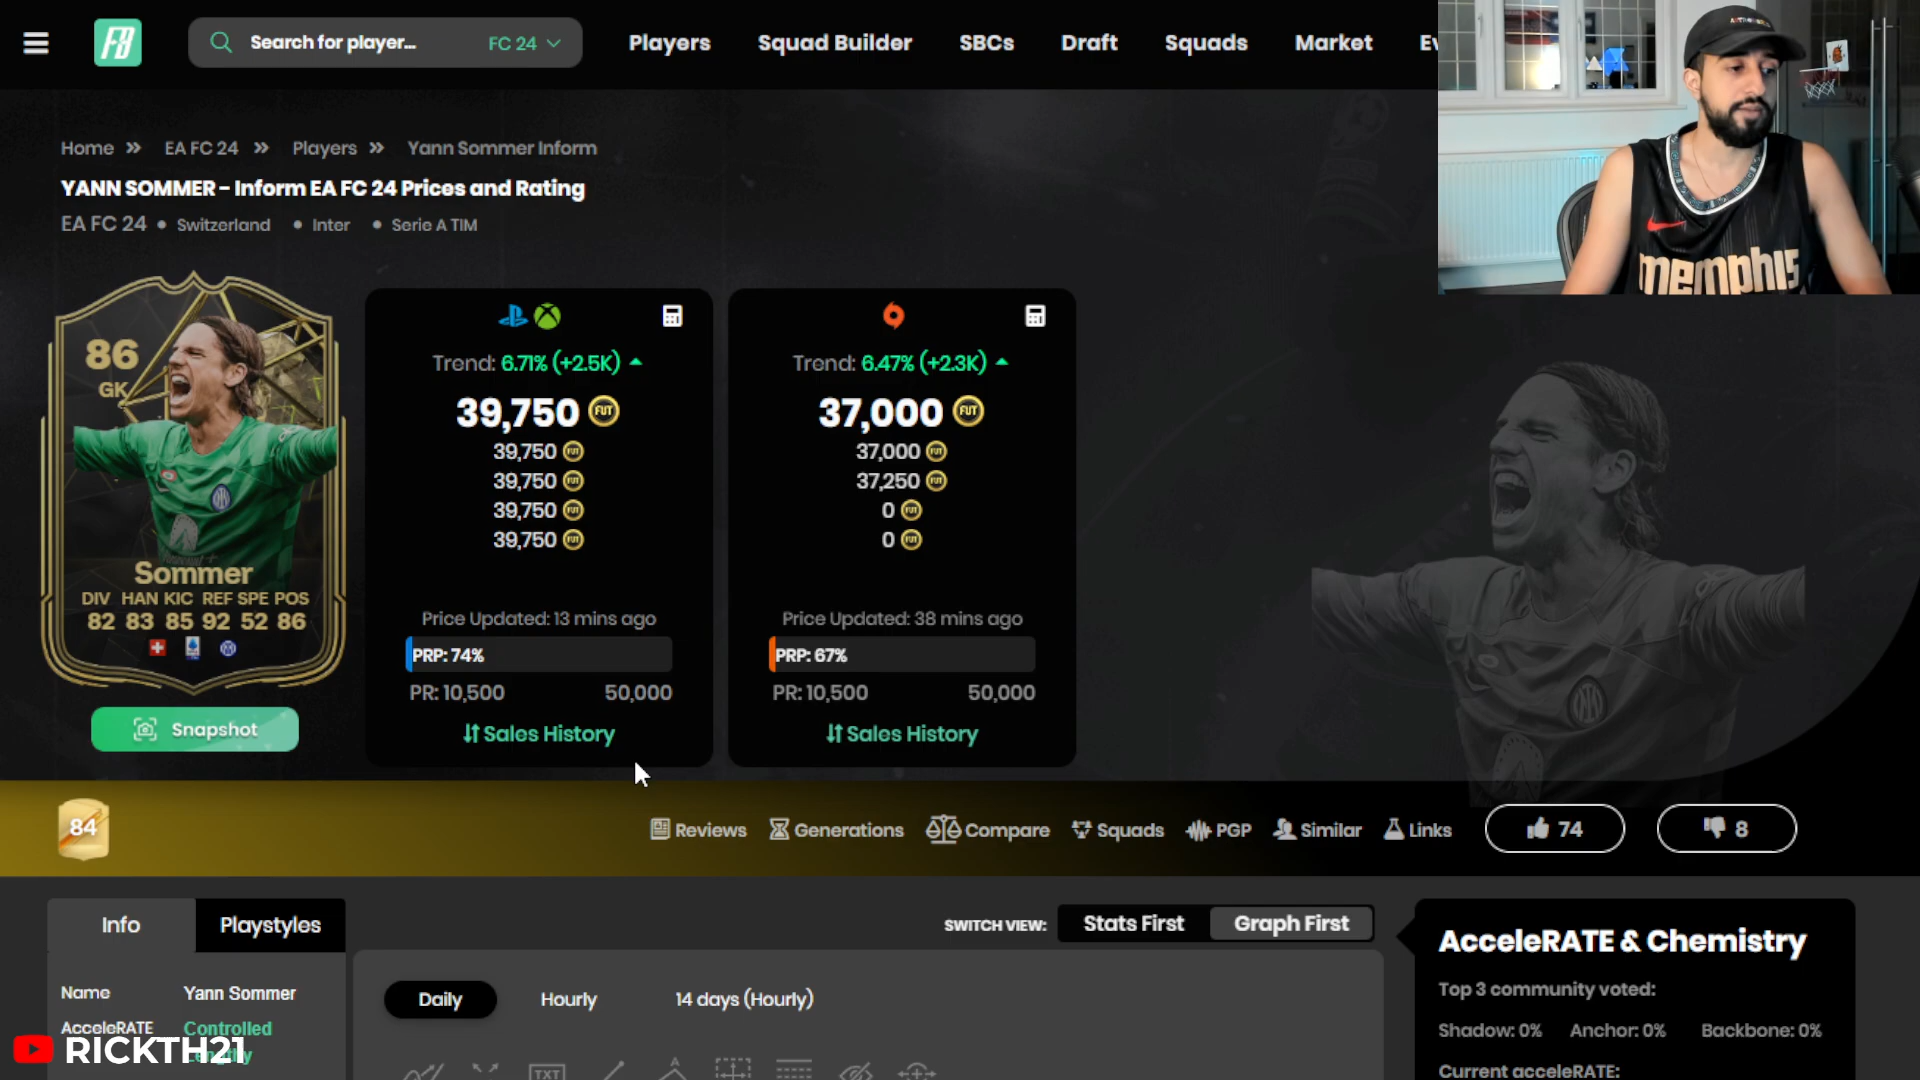 FB Search for player... FC 24 Players Squad Builder SBCs Draft Squads Market Ev
Home » EA FC 24 » Players » Yann Sommer Inform
YANN SOMMER - Inform EA FC 24 Prices and Rating
EA FC 24 • Switzerland • Inter • Serie A TIM
memphis
86
GK
Sommer
DIV HAN KIC REF SPE POS
82 83 85 92 52 86
Snapshot
Trend: 6.71% (+2.5K)
39,750 FUT
39,750
39,750
39,750
39,750
Price Updated: 13 mins ago
PRP: 74%
PR: 10,500 50,000
Sales History
Trend: 6.47% (+2.3K)
37,000 FUT
37,000
37,250
0
0
Price Updated: 38 mins ago
PRP: 67%
PR: 10,500 50,000
Sales History
84 Reviews Generations Compare Squads PGP Similar Links 74 8
Info Playstyles
Name Yann Sommer
AcceleRATE Controlled
RICKTH21
SWITCH VIEW: Stats First Graph First
Daily Hourly 14 days (Hourly)
TXT
AcceleRATE & Chemistry
Top 3 community voted:
Shadow: 0% Anchor: 0% Backbone: 0%
Current acceleRATE: